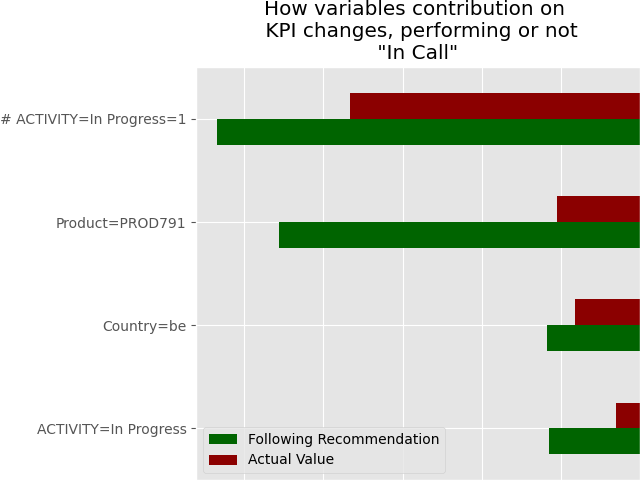 How variables contribution on
KPI changes, performing or not
"In Call"
# ACTIVITY=In Progress=1
Product=PROD791
Country=be
ACTIVITY=In Progress
Following Recommendation
Actual Value